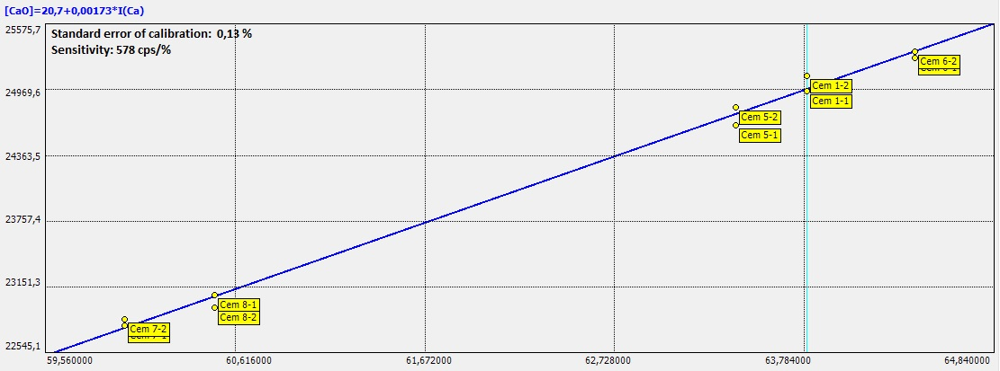 [CaO]=20,7+0,00173*I(Ca)
25575,7
Standard error of calibration: 0,13 %
Sensitivity: 578 cps/%
Cem 6-2
Cem 1-2
24969,6
Cem 1-1
Cem 5-2
Cem 5-1
24363,5
23757,4
23151,3
Cem 8-1
Cem 8-2
Cem 7-2
22545,1
59,560000 60,616000 61,672000 62,728000 63,784000 64,840000